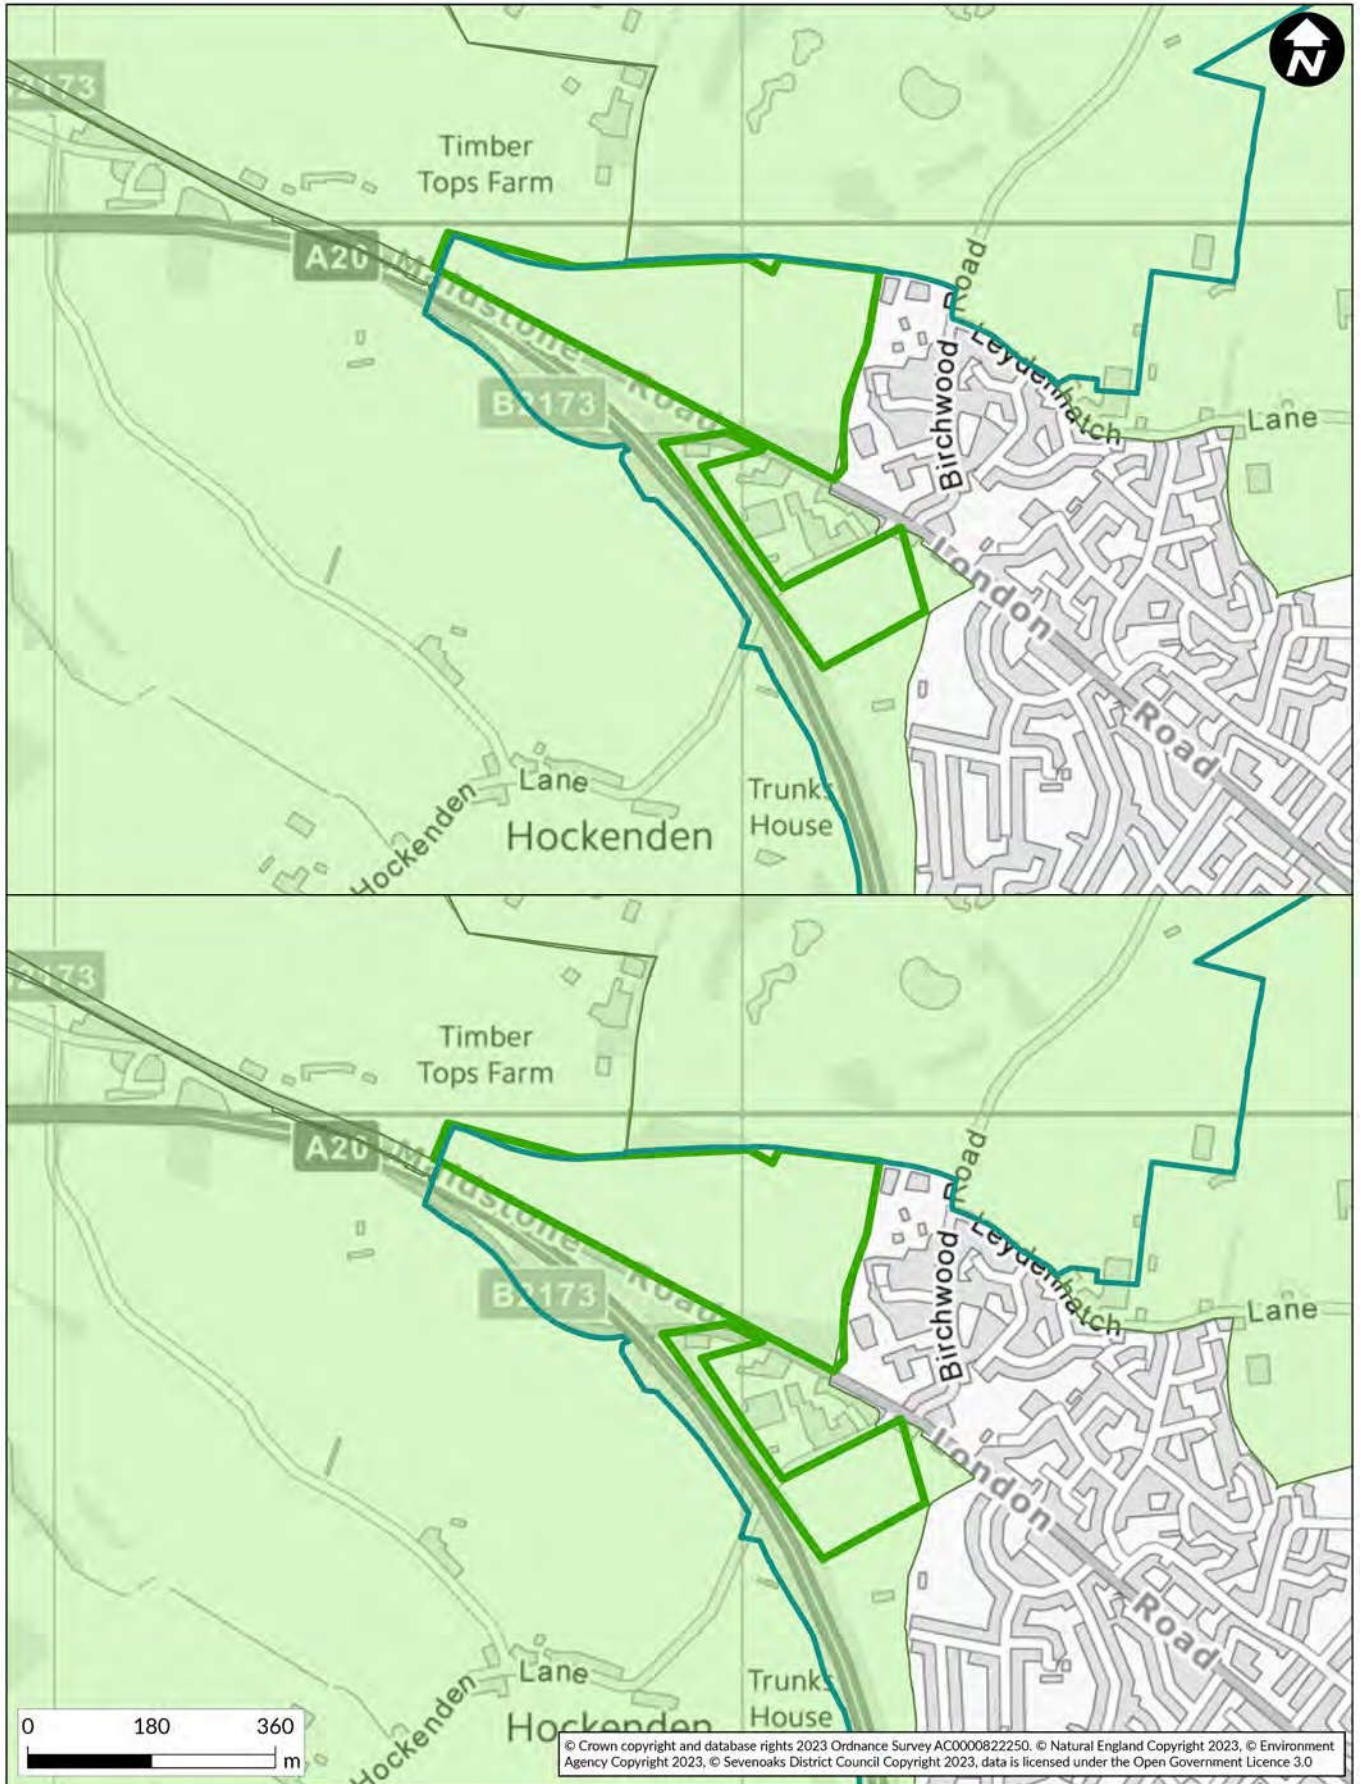 N
2173
Timber
Tops Farm
A20
Maidstone Road
B2173
Road
Birchwood
Leydenhatch
Lane
London
Road
Lane
Hockenden
Hockenden
Trunks
House
2173
Timber
Tops Farm
A20
Maidstone Road
B2173
Road
Birchwood
Leydenhatch
Lane
London
Road
Lane
Hockenden
Hockenden
Trunks
House
0 180 360
m
© Crown copyright and database rights 2023 Ordnance Survey AC0000822250. © Natural England Copyright 2023, © Environment
Agency Copyright 2023, © Sevenoaks District Council Copyright 2023, data is licensed under the Open Government Licence 3.0